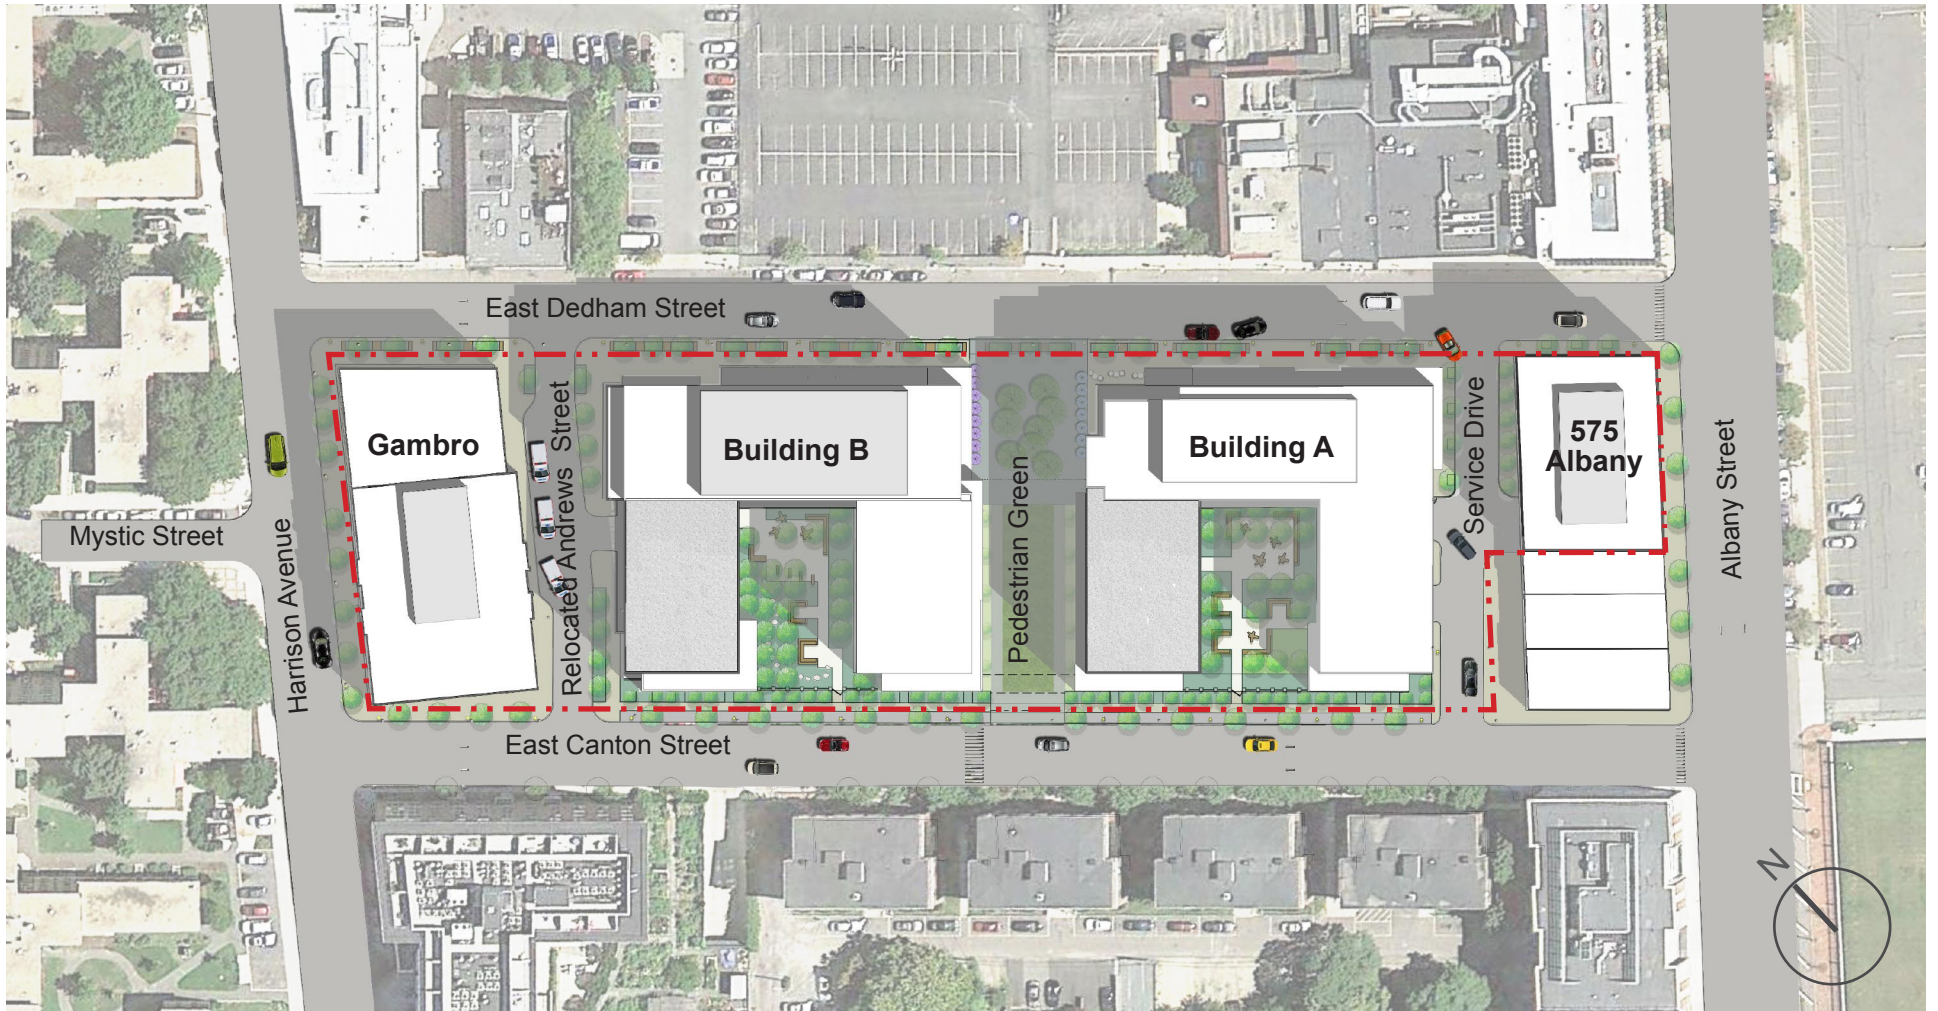 East Dedham Street
Gambro
Relocated Andrews Street
Building B
Pedestrian Green
Building A
Service Drive
575
Albany
Albany Street
Mystic Street
Harrison Avenue
East Canton Street
N